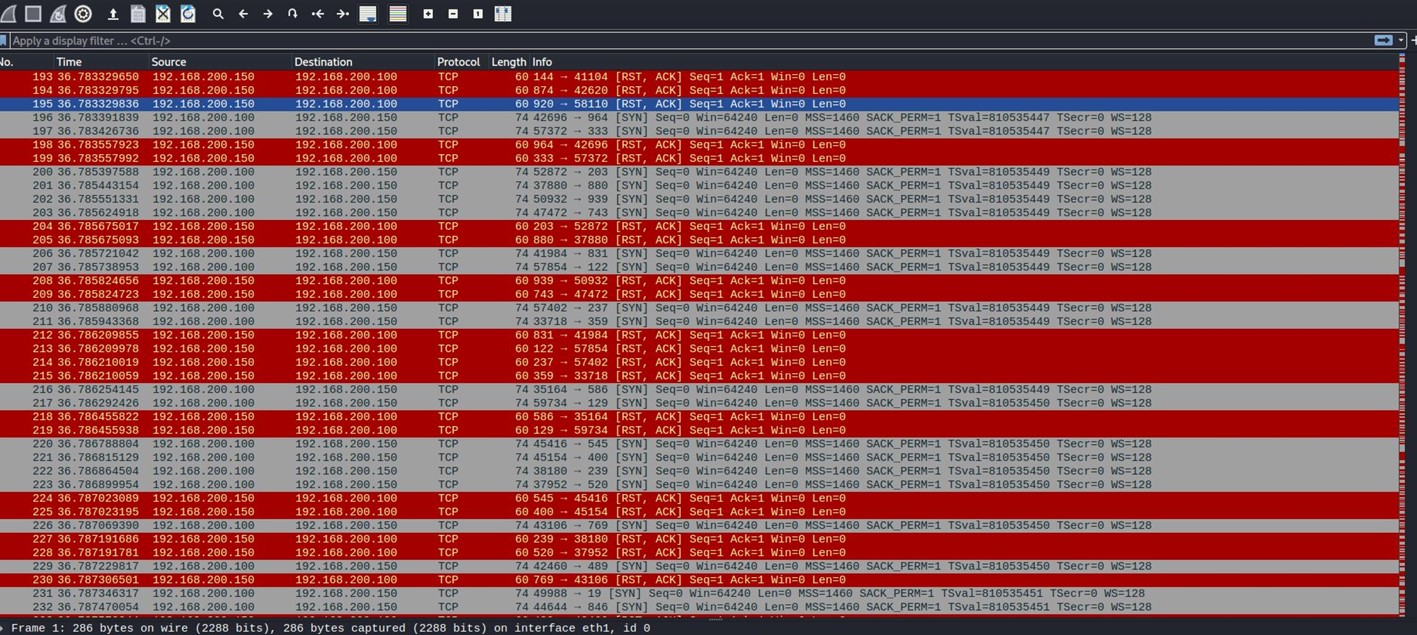 Apply a display filter ... <Ctrl-/>
No. Time Source Destination Protocol Length Info
193 36.783329650 192.168.200.150 192.168.200.100 TCP 60 144 → 41104 [RST, ACK] Seq=1 Ack=1 Win=0 Len=0
194 36.783329795 192.168.200.150 192.168.200.100 TCP 60 874 → 42620 [RST, ACK] Seq=1 Ack=1 Win=0 Len=0
195 36.783329836 192.168.200.150 192.168.200.100 TCP 60 920 → 58110 [RST, ACK] Seq=1 Ack=1 Win=0 Len=0
196 36.783391839 192.168.200.100 192.168.200.150 TCP 74 42696 → 964 [SYN] Seq=0 Win=64240 Len=0 MSS=1460 SACK_PERM=1 TSval=810535447 TSecr=0 WS=128
197 36.783426736 192.168.200.100 192.168.200.150 TCP 74 57372 → 333 [SYN] Seq=0 Win=64240 Len=0 MSS=1460 SACK_PERM=1 TSval=810535447 TSecr=0 WS=128
198 36.783557923 192.168.200.150 192.168.200.100 TCP 60 964 → 42696 [RST, ACK] Seq=1 Ack=1 Win=0 Len=0
199 36.783557992 192.168.200.150 192.168.200.100 TCP 60 333 → 57372 [RST, ACK] Seq=1 Ack=1 Win=0 Len=0
200 36.785397588 192.168.200.100 192.168.200.150 TCP 74 52872 → 203 [SYN] Seq=0 Win=64240 Len=0 MSS=1460 SACK_PERM=1 TSval=810535449 TSecr=0 WS=128
201 36.785443154 192.168.200.100 192.168.200.150 TCP 74 37880 → 880 [SYN] Seq=0 Win=64240 Len=0 MSS=1460 SACK_PERM=1 TSval=810535449 TSecr=0 WS=128
202 36.785551331 192.168.200.100 192.168.200.150 TCP 74 50932 → 939 [SYN] Seq=0 Win=64240 Len=0 MSS=1460 SACK_PERM=1 TSval=810535449 TSecr=0 WS=128
203 36.785624918 192.168.200.100 192.168.200.150 TCP 74 47472 → 743 [SYN] Seq=0 Win=64240 Len=0 MSS=1460 SACK_PERM=1 TSval=810535449 TSecr=0 WS=128
204 36.785675017 192.168.200.150 192.168.200.100 TCP 60 203 → 52872 [RST, ACK] Seq=1 Ack=1 Win=0 Len=0
205 36.785675093 192.168.200.150 192.168.200.100 TCP 60 880 → 37880 [RST, ACK] Seq=1 Ack=1 Win=0 Len=0
206 36.785721042 192.168.200.100 192.168.200.150 TCP 74 41984 → 831 [SYN] Seq=0 Win=64240 Len=0 MSS=1460 SACK_PERM=1 TSval=810535449 TSecr=0 WS=128
207 36.785738953 192.168.200.100 192.168.200.150 TCP 74 57854 → 122 [SYN] Seq=0 Win=64240 Len=0 MSS=1460 SACK_PERM=1 TSval=810535449 TSecr=0 WS=128
208 36.785824656 192.168.200.150 192.168.200.100 TCP 60 939 → 50932 [RST, ACK] Seq=1 Ack=1 Win=0 Len=0
209 36.785824723 192.168.200.150 192.168.200.100 TCP 60 743 → 47472 [RST, ACK] Seq=1 Ack=1 Win=0 Len=0
210 36.785880968 192.168.200.100 192.168.200.150 TCP 74 57402 → 237 [SYN] Seq=0 Win=64240 Len=0 MSS=1460 SACK_PERM=1 TSval=810535449 TSecr=0 WS=128
211 36.785943368 192.168.200.100 192.168.200.150 TCP 74 33718 → 359 [SYN] Seq=0 Win=64240 Len=0 MSS=1460 SACK_PERM=1 TSval=810535449 TSecr=0 WS=128
212 36.786209855 192.168.200.150 192.168.200.100 TCP 60 831 → 41984 [RST, ACK] Seq=1 Ack=1 Win=0 Len=0
213 36.786209978 192.168.200.150 192.168.200.100 TCP 60 122 → 57854 [RST, ACK] Seq=1 Ack=1 Win=0 Len=0
214 36.786210019 192.168.200.150 192.168.200.100 TCP 60 237 → 57402 [RST, ACK] Seq=1 Ack=1 Win=0 Len=0
215 36.786210059 192.168.200.150 192.168.200.100 TCP 60 359 → 33718 [RST, ACK] Seq=1 Ack=1 Win=0 Len=0
216 36.786254145 192.168.200.100 192.168.200.150 TCP 74 35164 → 586 [SYN] Seq=0 Win=64240 Len=0 MSS=1460 SACK_PERM=1 TSval=810535449 TSecr=0 WS=128
217 36.786292426 192.168.200.100 192.168.200.150 TCP 74 59734 → 129 [SYN] Seq=0 Win=64240 Len=0 MSS=1460 SACK_PERM=1 TSval=810535450 TSecr=0 WS=128
218 36.786455822 192.168.200.150 192.168.200.100 TCP 60 586 → 35164 [RST, ACK] Seq=1 Ack=1 Win=0 Len=0
219 36.786455938 192.168.200.150 192.168.200.100 TCP 60 129 → 59734 [RST, ACK] Seq=1 Ack=1 Win=0 Len=0
220 36.786788804 192.168.200.100 192.168.200.150 TCP 74 45416 → 545 [SYN] Seq=0 Win=64240 Len=0 MSS=1460 SACK_PERM=1 TSval=810535450 TSecr=0 WS=128
221 36.786815129 192.168.200.100 192.168.200.150 TCP 74 45154 → 400 [SYN] Seq=0 Win=64240 Len=0 MSS=1460 SACK_PERM=1 TSval=810535450 TSecr=0 WS=128
222 36.786864504 192.168.200.100 192.168.200.150 TCP 74 38180 → 239 [SYN] Seq=0 Win=64240 Len=0 MSS=1460 SACK_PERM=1 TSval=810535450 TSecr=0 WS=128
223 36.786899954 192.168.200.100 192.168.200.150 TCP 74 37952 → 520 [SYN] Seq=0 Win=64240 Len=0 MSS=1460 SACK_PERM=1 TSval=810535450 TSecr=0 WS=128
224 36.787023089 192.168.200.150 192.168.200.100 TCP 60 545 → 45416 [RST, ACK] Seq=1 Ack=1 Win=0 Len=0
225 36.787023195 192.168.200.150 192.168.200.100 TCP 60 400 → 45154 [RST, ACK] Seq=1 Ack=1 Win=0 Len=0
226 36.787069390 192.168.200.100 192.168.200.150 TCP 74 43106 → 769 [SYN] Seq=0 Win=64240 Len=0 MSS=1460 SACK_PERM=1 TSval=810535450 TSecr=0 WS=128
227 36.787191686 192.168.200.150 192.168.200.100 TCP 60 239 → 38180 [RST, ACK] Seq=1 Ack=1 Win=0 Len=0
228 36.787191781 192.168.200.150 192.168.200.100 TCP 60 520 → 37952 [RST, ACK] Seq=1 Ack=1 Win=0 Len=0
229 36.787229817 192.168.200.100 192.168.200.150 TCP 74 42460 → 489 [SYN] Seq=0 Win=64240 Len=0 MSS=1460 SACK_PERM=1 TSval=810535450 TSecr=0 WS=128
230 36.787306501 192.168.200.150 192.168.200.100 TCP 60 769 → 43106 [RST, ACK] Seq=1 Ack=1 Win=0 Len=0
231 36.787346317 192.168.200.100 192.168.200.150 TCP 74 49988 → 19 [SYN] Seq=0 Win=64240 Len=0 MSS=1460 SACK_PERM=1 TSval=810535451 TSecr=0 WS=128
232 36.787470054 192.168.200.100 192.168.200.150 TCP 74 44644 → 846 [SYN] Seq=0 Win=64240 Len=0 MSS=1460 SACK_PERM=1 TSval=810535451 TSecr=0 WS=128
Frame 1: 286 bytes on wire (2288 bits), 286 bytes captured (2288 bits) on interface eth1, id 0